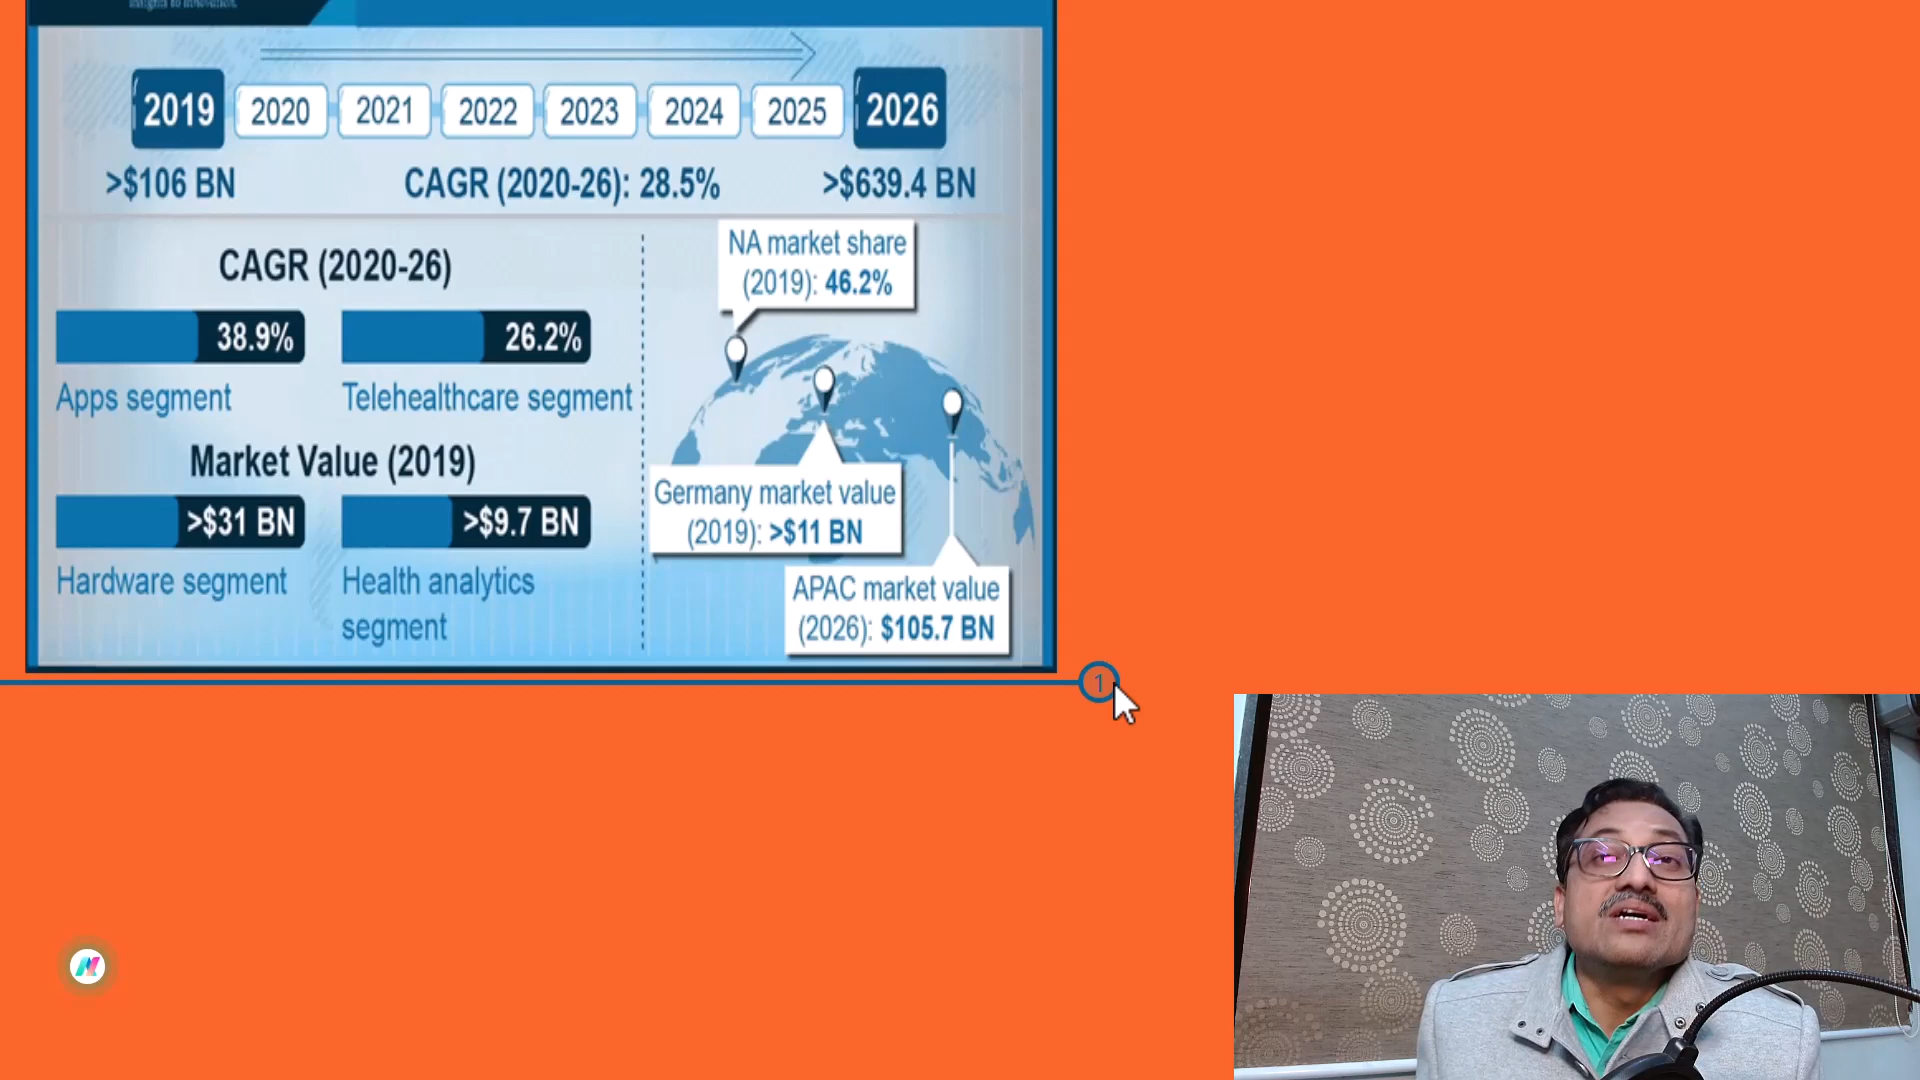 insights to innovation.
2019 2020 2021 2022 2023 2024 2025 2026
>$106 BN CAGR (2020-26): 28.5% >$639.4 BN
CAGR (2020-26)
38.9% 26.2%
Apps segment Telehealthcare segment
Market Value (2019)
>$31 BN >$9.7 BN
Hardware segment Health analytics
segment
NA market share
(2019): 46.2%
Germany market value
(2019): >$11 BN
APAC market value
(2026): $105.7 BN
1